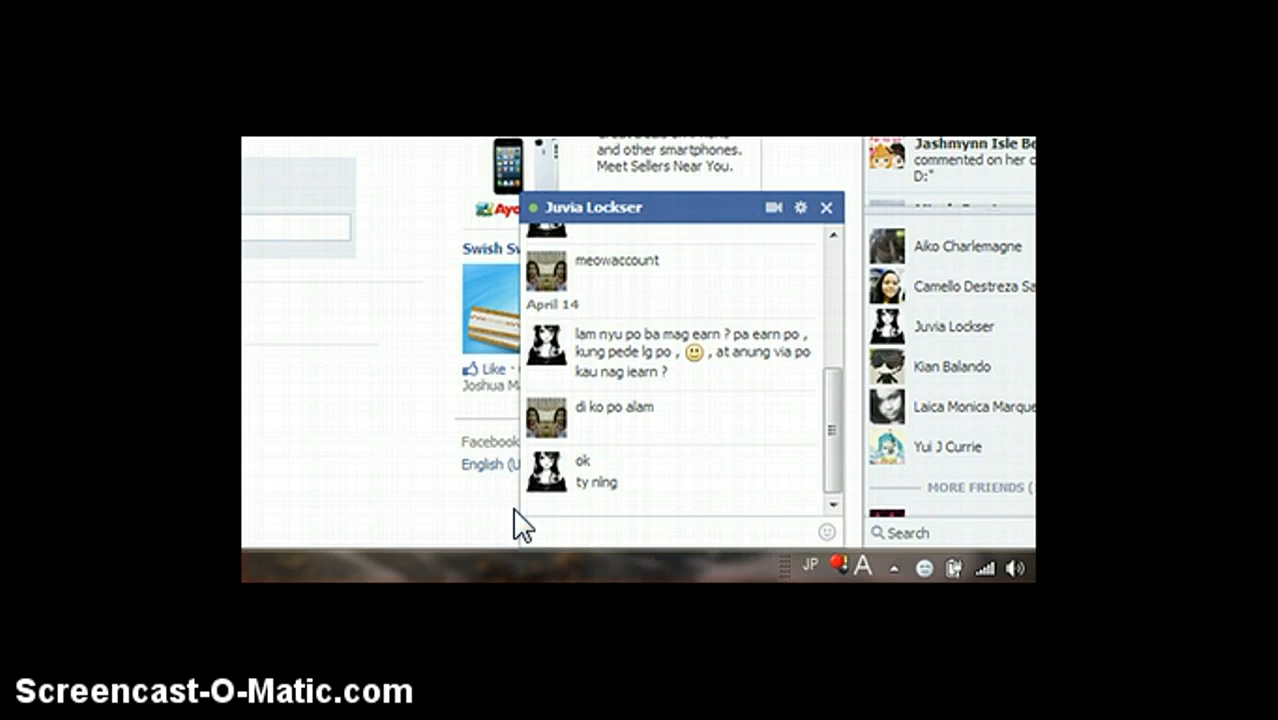 and other smartphones.
Meet Sellers Near You.
Swish
Like ·
Joshua
Facebook
English
Juvia Lockser
meowaccount
April 14
lam nyu po ba mag earn ? pa earn po ,
kung pede lg po , 🙂 , at anung via po
kau nag iearn ?
di ko po alam
ok
ty nlng
Jashmynn Isle
commented on her
D:"
Aiko Charlemagne
Camello Destreza
Juvia Lockser
Kian Balando
Laica Monica
Yui J Currie
MORE FRIENDS (
Search
JP
A
Screencast-O-Matic.com